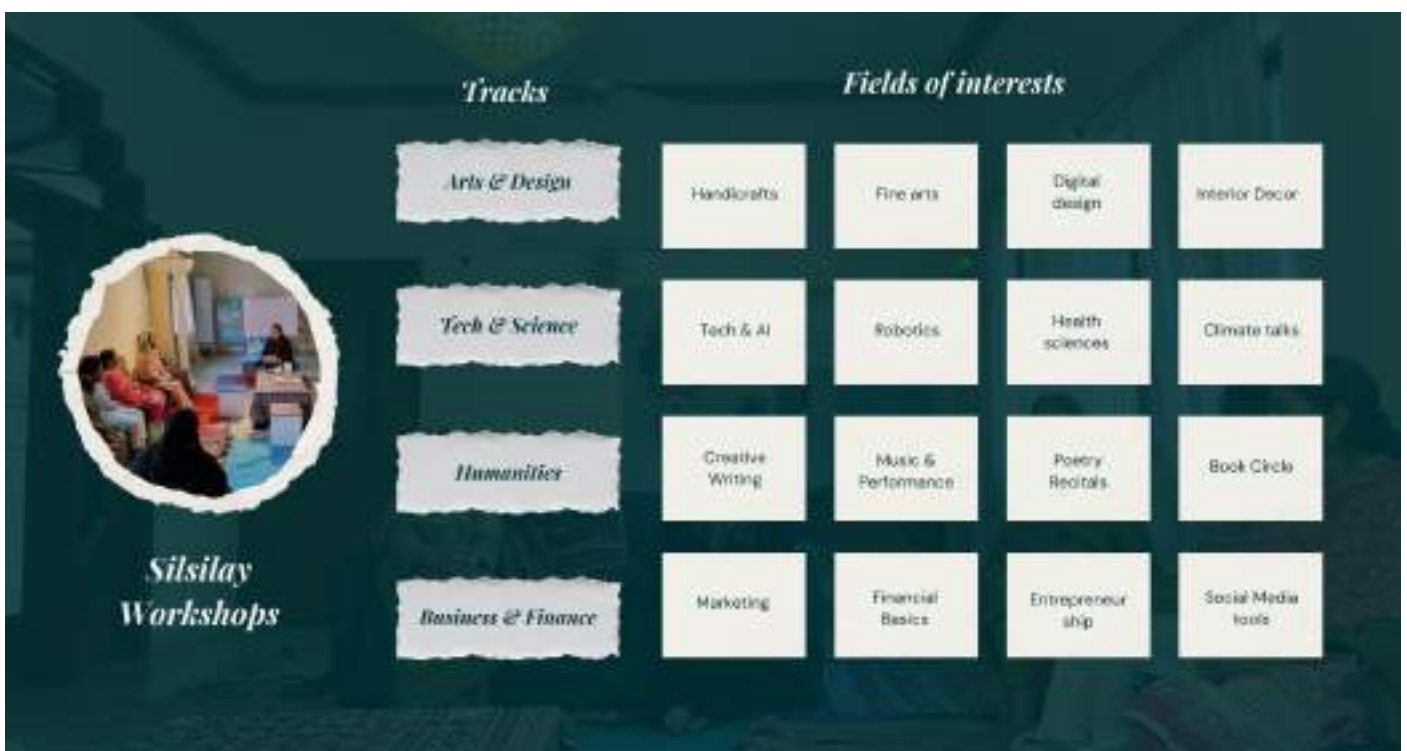 Tracks
Fields of interests
Arts & Design
Handicrafts
Fine arts
Digital
design
Interior Decor
Tech & Science
Tech & AI
Robotics
Health
sciences
Climate talks
Humanities
Creative
Writing
Music &
Performance
Poetry
Recitals
Book Circle
Business & Finance
Marketing
Financial
Basics
Entrepreneur
ship
Social Media
tools
Silsilay
Workshops